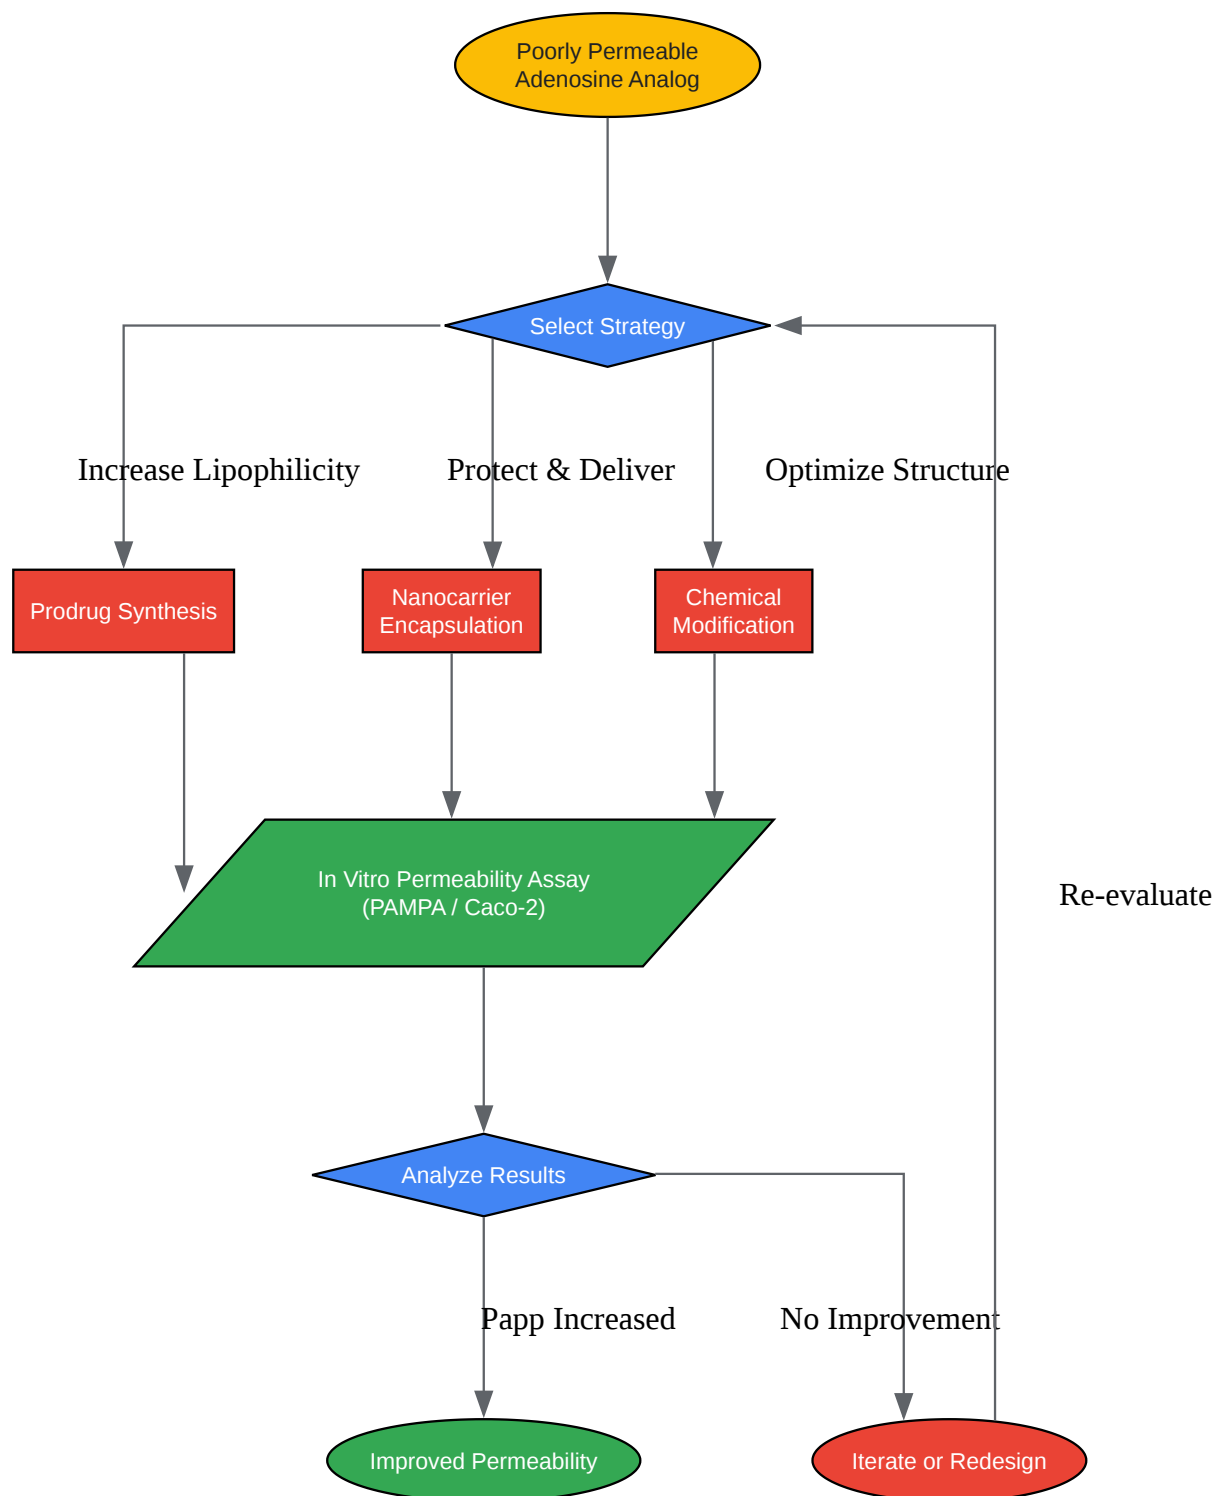 Poorly Permeable
Adenosine Analog
Select Strategy
Increase Lipophilicity
Protect & Deliver
Optimize Structure
Prodrug Synthesis
Nanocarrier
Encapsulation
Chemical
Modification
In Vitro Permeability Assay
(PAMPA / Caco-2)
Re-evaluate
Analyze Results
Papp Increased
No Improvement
Improved Permeability
Iterate or Redesign